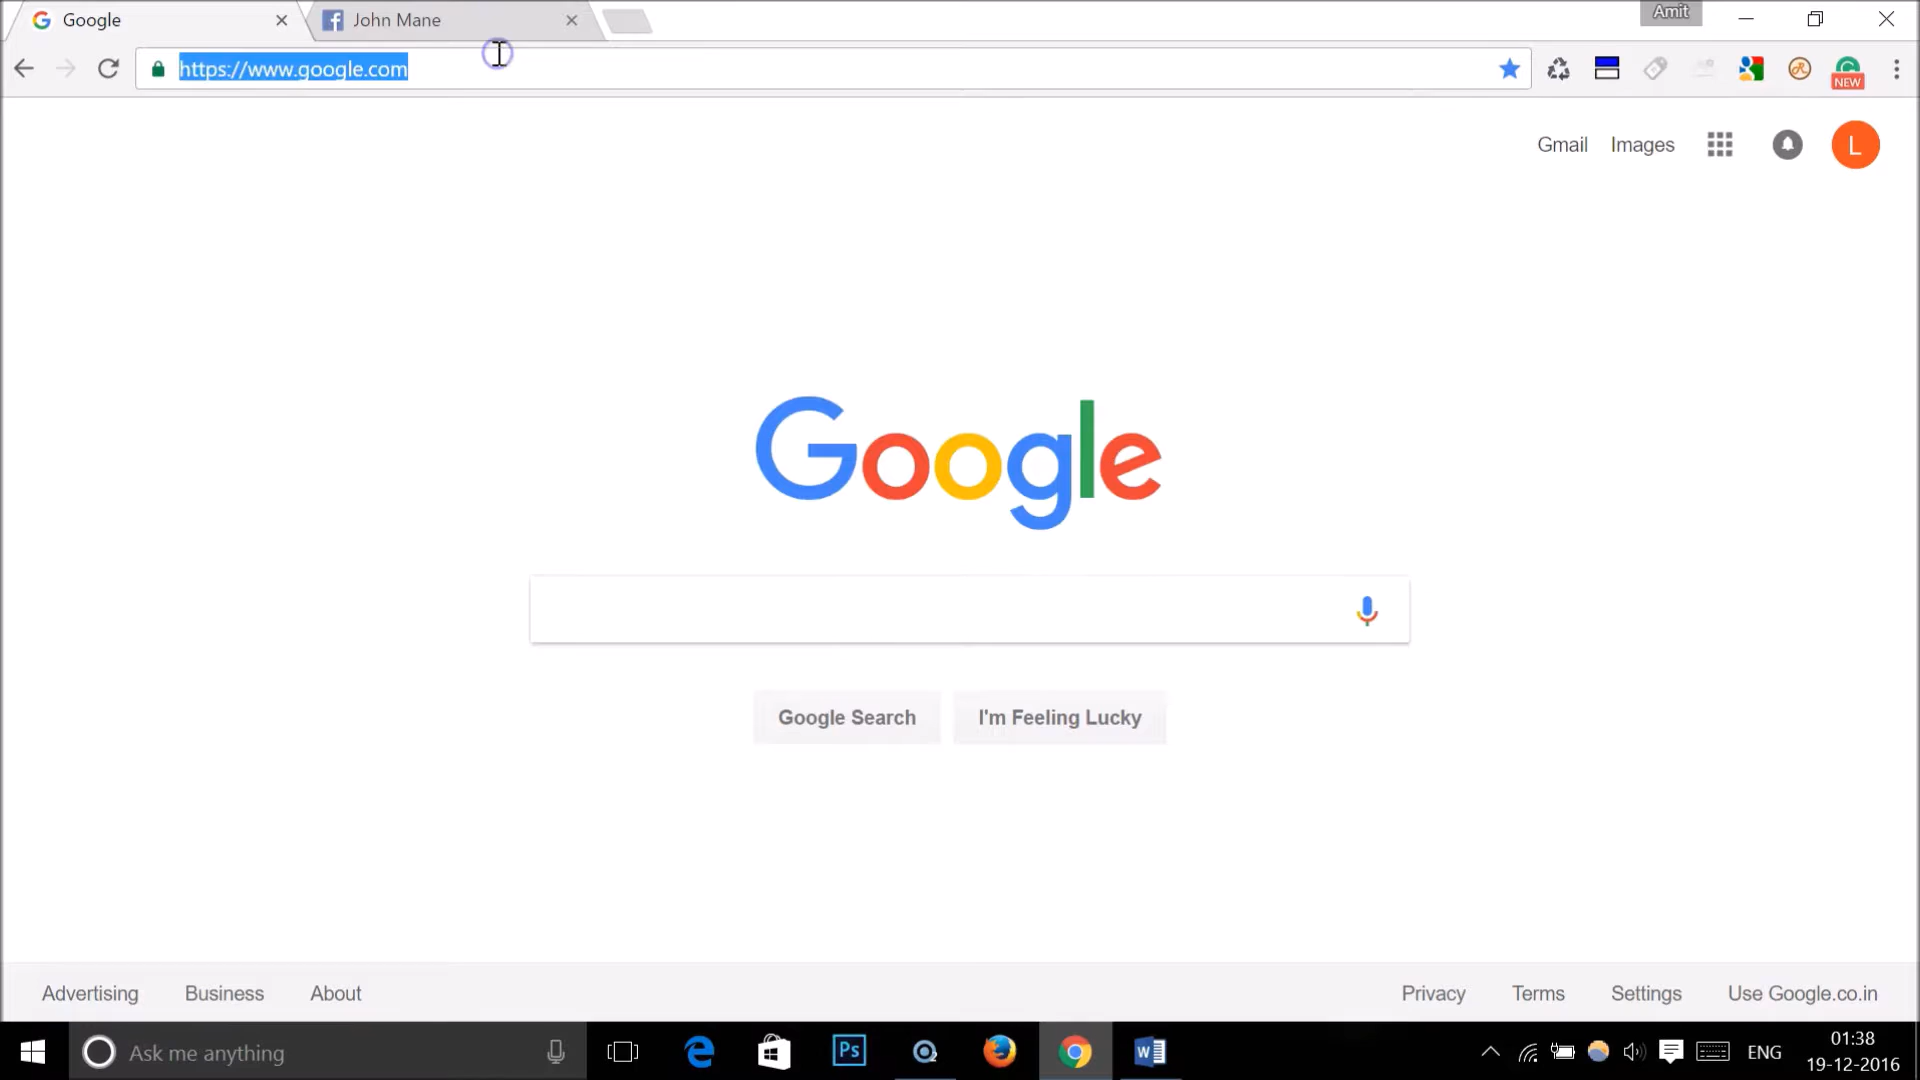 Google
John Mane
Amit
https://www.google.com
NEW
Gmail
Images
L
Google
Google Search
I'm Feeling Lucky
Advertising
Business
About
Privacy
Terms
Settings
Use Google.co.in
Ask me anything
Ps
ENG
01:38
19-12-2016